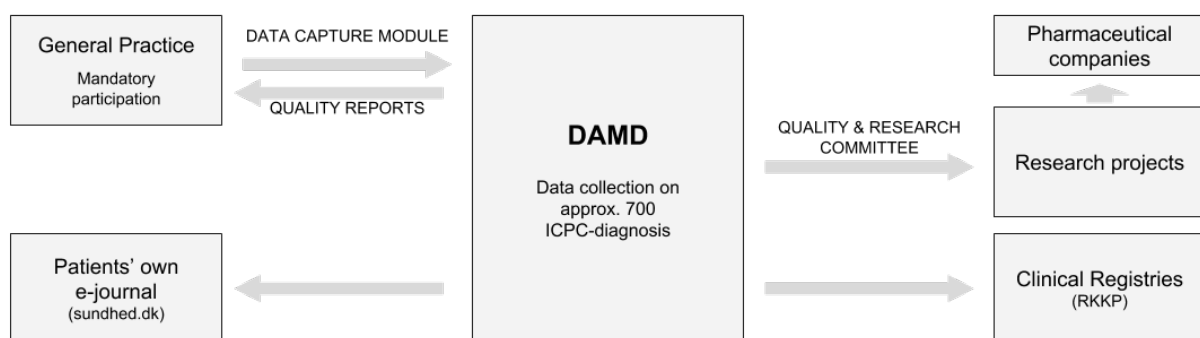 General Practice
Mandatory
participation
DATA CAPTURE MODULE
QUALITY REPORTS
Patients’ own
e-journal
(sundhed.dk)
DAMD
Data collection on
approx. 700
ICPC-diagnosis
QUALITY & RESEARCH
COMMITTEE
Pharmaceutical
companies
Research projects
Clinical Registries
(RKKP)